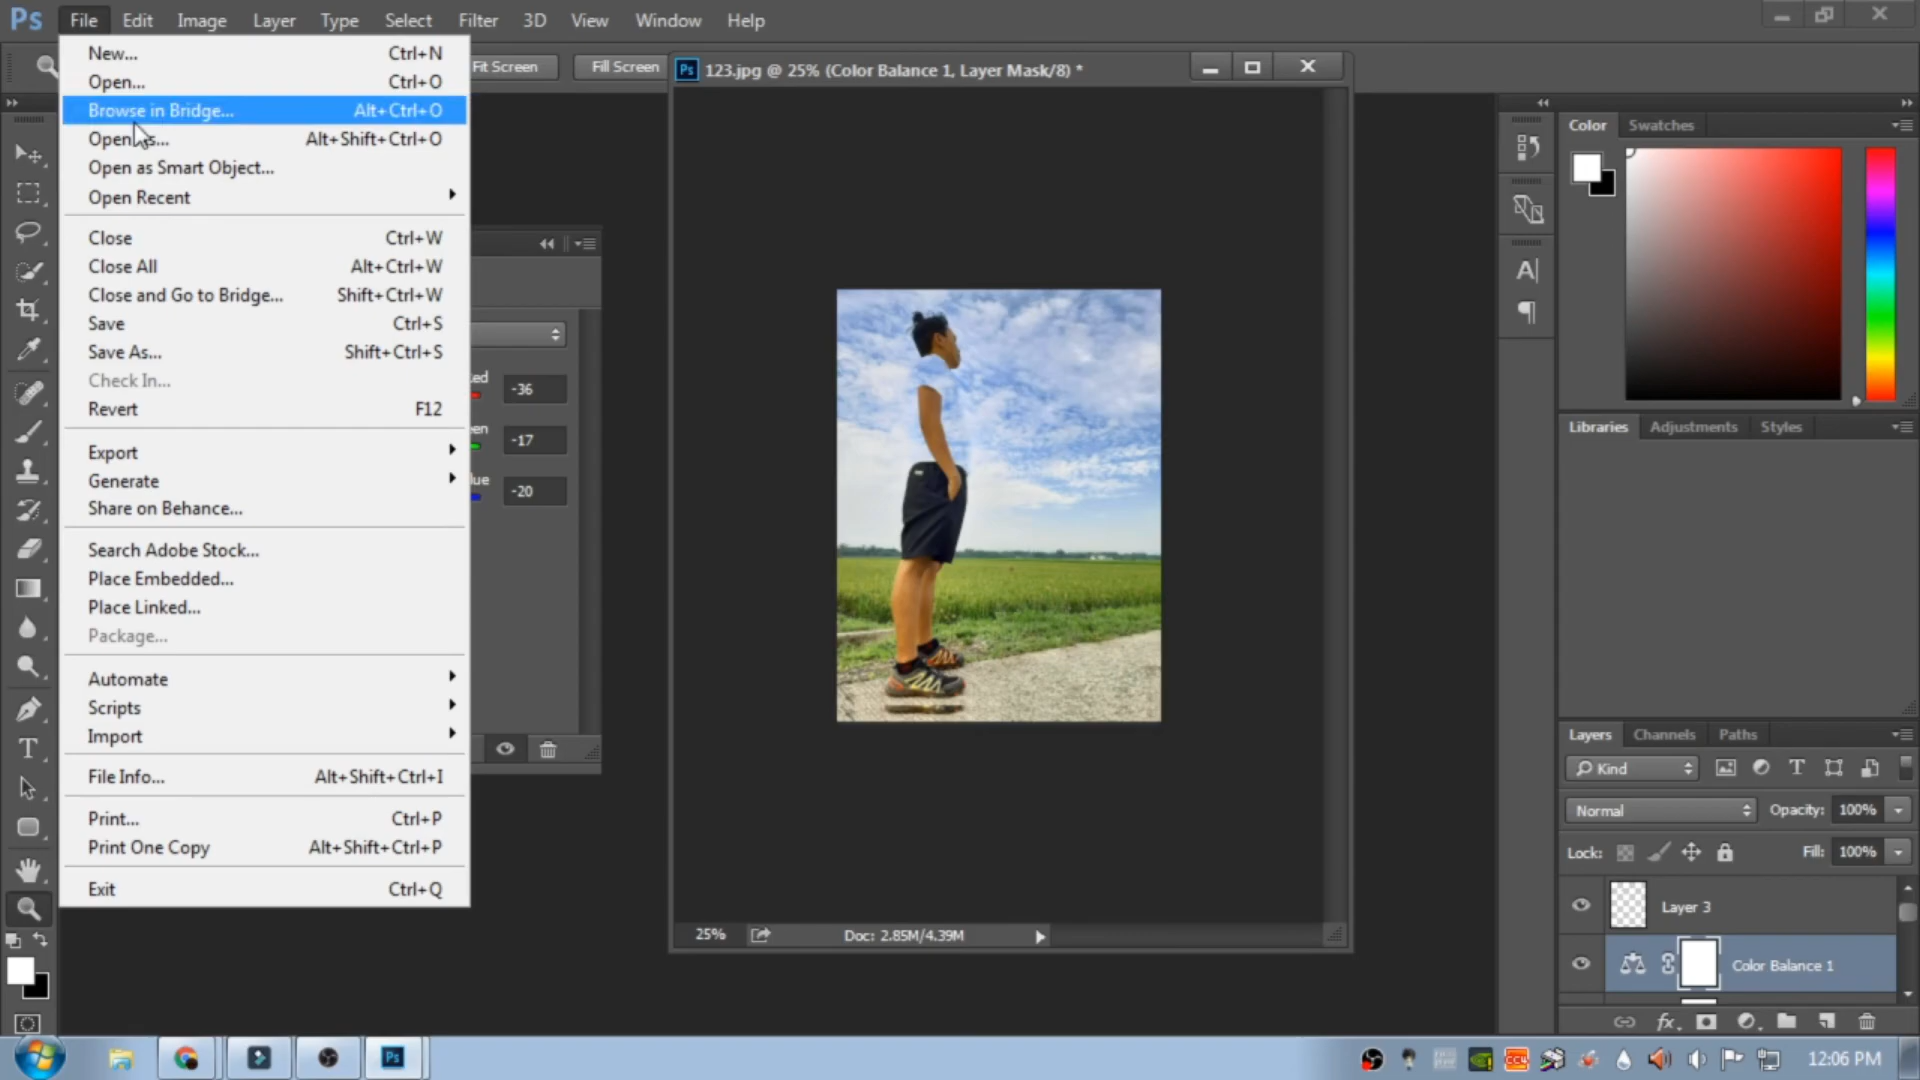 Ps File Edit Image Layer Type Select Filter 3D View Window Help
New... Ctrl+N
Open... Ctrl+O
Browse in Bridge... Alt+Ctrl+O
Open As... Alt+Shift+Ctrl+O
Open as Smart Object...
Open Recent
Close Ctrl+W
Close All Alt+Ctrl+W
Close and Go to Bridge... Shift+Ctrl+W
Save Ctrl+S
Save As... Shift+Ctrl+S
Check In...
Revert F12
Export
Generate
Share on Behance...
Search Adobe Stock...
Place Embedded...
Place Linked...
Package...
Automate
Scripts
Import
File Info... Alt+Shift+Ctrl+I
Print... Ctrl+P
Print One Copy Alt+Shift+Ctrl+P
Exit Ctrl+Q
Fit Screen Fill Screen
-36
-17
-20
Ps 123.jpg @ 25% (Color Balance 1, Layer Mask/8) *
25% Doc: 2.85M/4.39M
Color Swatches
Libraries Adjustments Styles
Layers Channels Paths
Kind
Normal Opacity: 100%
Lock: Fill: 100%
Layer 3
Color Balance 1
fx
Ps
CC4
12:06 PM